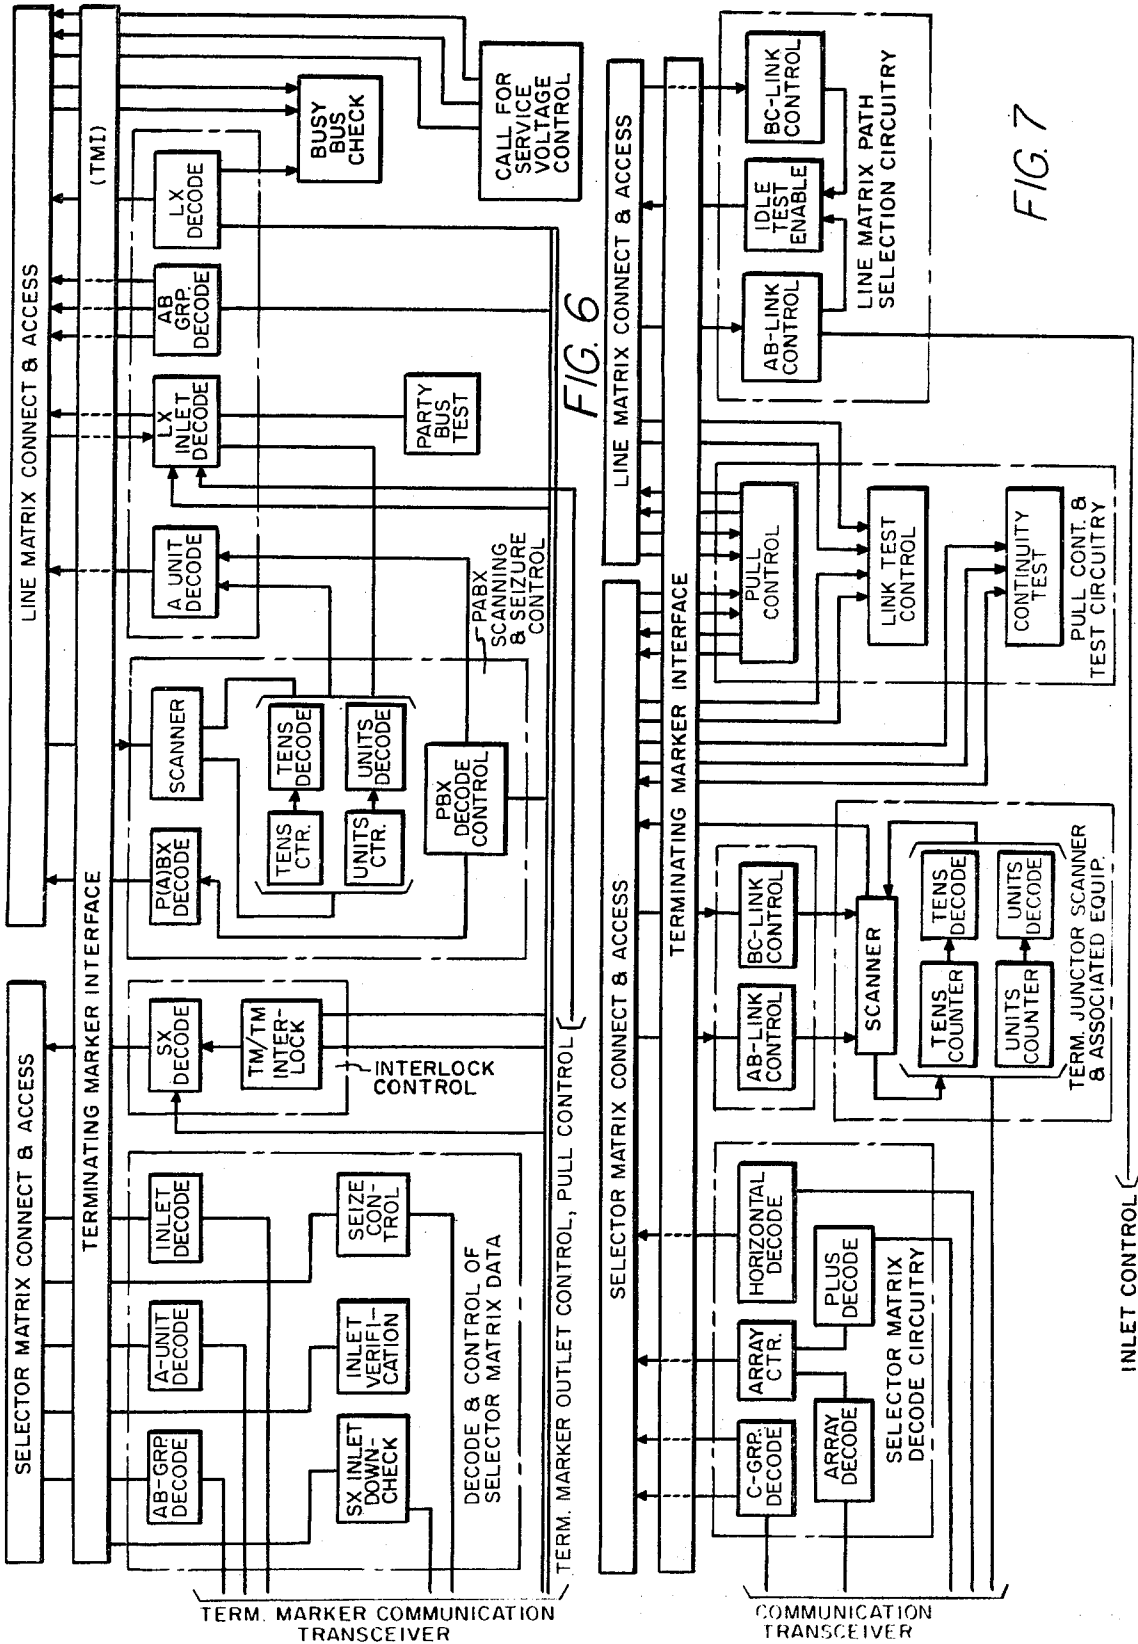 SELECTOR MATRIX CONNECT & ACCESS
LINE MATRIX CONNECT & ACCESS
TERMINATING MARKER INTERFACE
(TMI)
AB-GRP
DECODE
A-UNIT
DECODE
INLET
DECODE
SX INLET
DOWN-
CHECK
INLET
VERIFI-
CATION
SEIZE
CON-
TROL
DECODE & CONTROL OF
SELECTOR MATRIX DATA
SX
DECODE
TM/TM
INTER-
LOCK
INTERLOCK
CONTROL
P(A)BX
DECODE
SCANNER
TENS CTR.
TENS
DECODE
UNITS
CTR.
UNITS
DECODE
PBX
DECODE
CONTROL
PABX
SCANNING
& SEIZURE
CONTROL
A UNIT
DECODE
LX
INLET
DECODE
AB
GRP.
DECODE
LX
DECODE
PARTY
BUS
TEST
BUSY
BUS
CHECK
CALL FOR
SERVICE
VOLTAGE
CONTROL
TERM. MARKER COMMUNICATION
TRANSCEIVER
TERM. MARKER OUTLET CONTROL, PULL CONTROL
FIG. 6
SELECTOR MATRIX CONNECT & ACCESS
LINE MATRIX CONNECT & ACCESS
TERMINATING MARKER INTERFACE
C-GRP.
DECODE
ARRAY
CTR.
HORIZONTAL
DECODE
ARRAY
DECODE
PLUS
DECODE
SELECTOR MATRIX
DECODE CIRCUITRY
AB-LINK
CONTROL
BC-LINK
CONTROL
SCANNER
TENS
COUNTER
TENS
DECODE
UNITS
COUNTER
UNITS
DECODE
TERM. JUNCTOR SCANNER
& ASSOCIATED EQUIP.
PULL
CONTROL
LINK TEST
CONTROL
CONTINUITY
TEST
PULL CONT. &
TEST CIRCUITRY
AB-LINK
CONTROL
IDLE
TEST
ENABLE
BC-LINK
CONTROL
LINE MATRIX PATH
SELECTION CIRCUITRY
COMMUNICATION
TRANSCEIVER
INLET CONTROL
FIG. 7